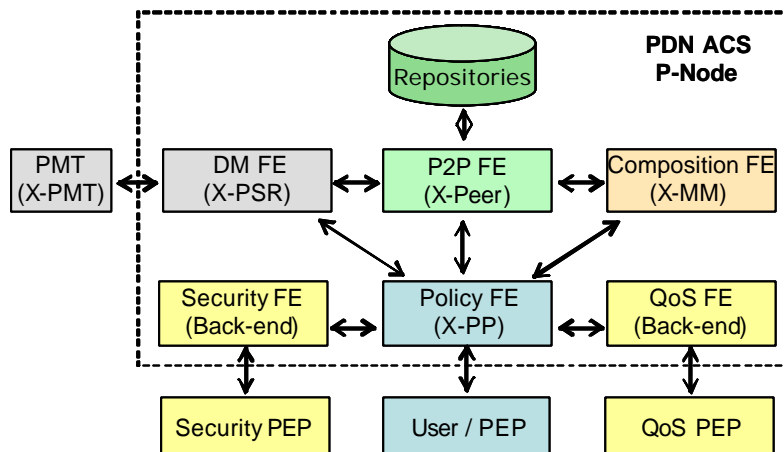 PDN ACS
P-Node
Repositories
PMT
(X-PMT)
DM FE
(X-PSR)
P2P FE
(X-Peer)
Composition FE
(X-MM)
Security FE
(Back-end)
Policy FE
(X-PP)
QoS FE
(Back-end)
Security PEP
User / PEP
QoS PEP